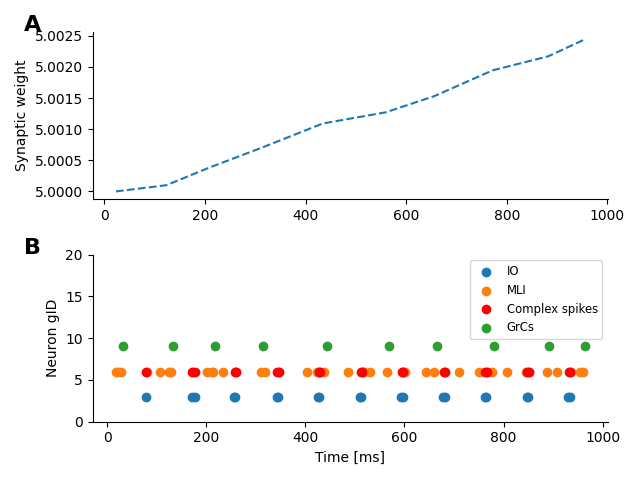 A
5.0025
5.0020
5.0015
5.0010
5.0005
5.0000
Synaptic weight
0 200 400 600 800 1000
B
20
15
10
5
0
Neuron gID
IO
MLI
Complex spikes
GrCs
0 200 400 600 800 1000
Time [ms]